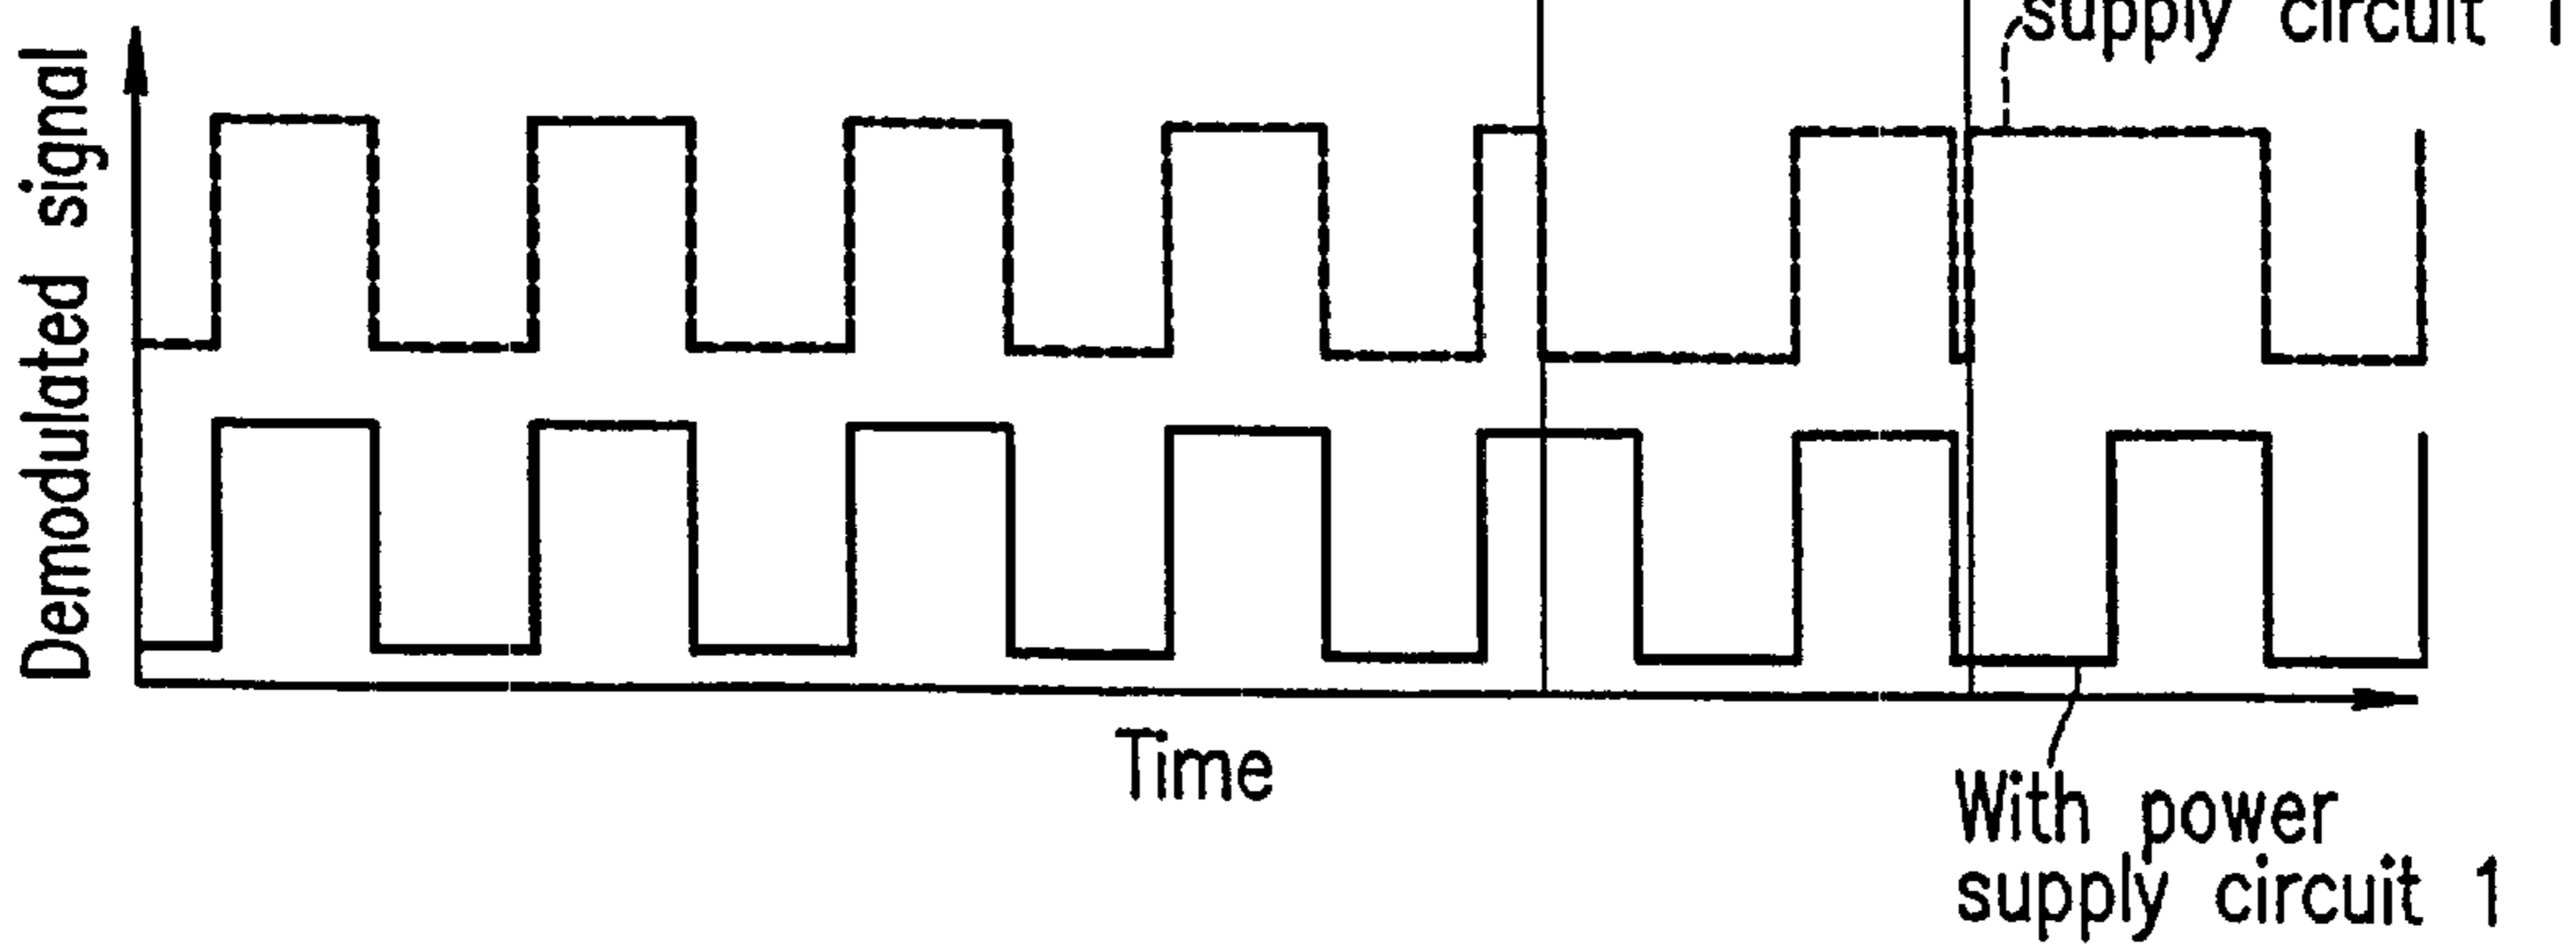 supply circuit 1
Demodulated signal
Time
With power
supply circuit 1